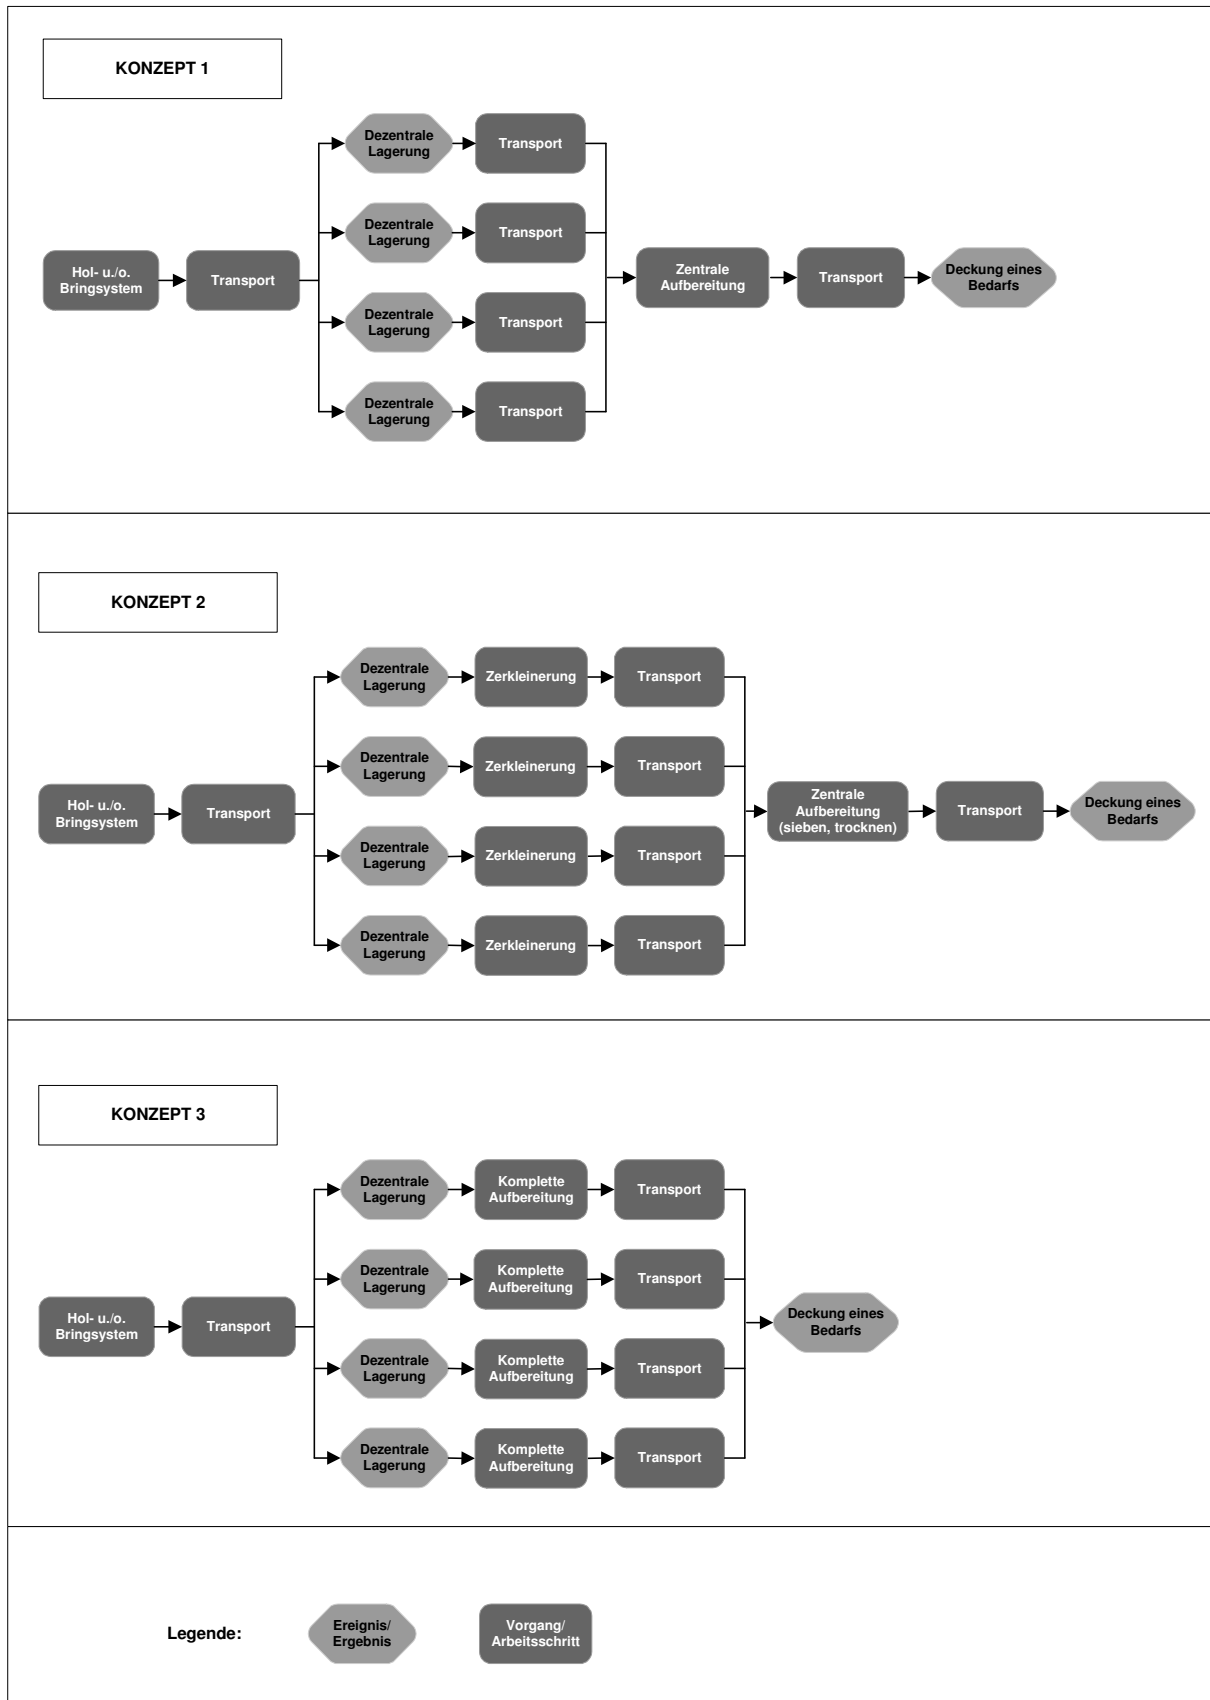 KONZEPT 1
Dezentrale
Lagerung
Transport
Dezentrale
Lagerung
Transport
Hol- u./o.
Bringsystem
Transport
Zentrale
Aufbereitung
Transport
Deckung eines
Bedarfs
Dezentrale
Lagerung
Transport
Dezentrale
Lagerung
Transport
KONZEPT 2
Dezentrale
Lagerung
Zerkleinerung
Transport
Dezentrale
Lagerung
Zerkleinerung
Transport
Hol- u./o.
Bringsystem
Transport
Zentrale
Aufbereitung
(sieben, trocknen)
Transport
Deckung eines
Bedarfs
Dezentrale
Lagerung
Zerkleinerung
Transport
Dezentrale
Lagerung
Zerkleinerung
Transport
KONZEPT 3
Dezentrale
Lagerung
Komplette
Aufbereitung
Transport
Dezentrale
Lagerung
Komplette
Aufbereitung
Transport
Hol- u./o.
Bringsystem
Transport
Deckung eines
Bedarfs
Dezentrale
Lagerung
Komplette
Aufbereitung
Transport
Dezentrale
Lagerung
Komplette
Aufbereitung
Transport
Legende:
Ereignis/
Ergebnis
Vorgang/
Arbeitsschritt